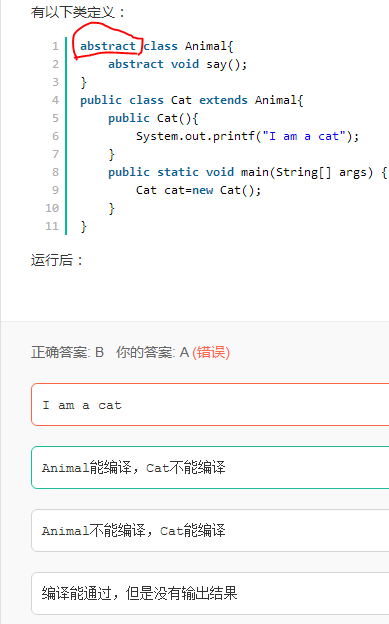 有以下类定义：
1 abstract class Animal{
2 abstract void say();
3 }
4 public class Cat extends Animal{
5 public Cat(){
6 System.out.printf("I am a cat");
7 }
8 public static void main(String[] args) {
9 Cat cat=new Cat();
10 }
11 }
运行后：
正确答案: B 你的答案: A (错误)
I am a cat
Animal能编译，Cat不能编译
Animal不能编译，Cat能编译
编译能通过，但是没有输出结果